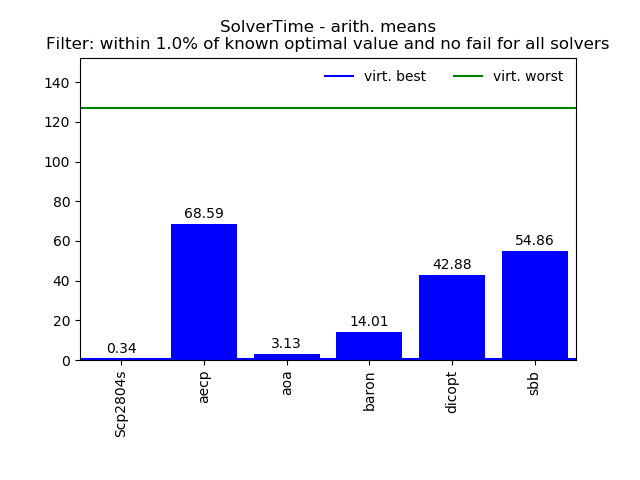 SolverTime - arith. means
Filter: within 1.0% of known optimal value and no fail for all solvers
virt. best
virt. worst
140
120
100
80
60
40
20
0
0.34
68.59
3.13
14.01
42.88
54.86
Scp2804s
aecp
aoa
baron
dicopt
sbb